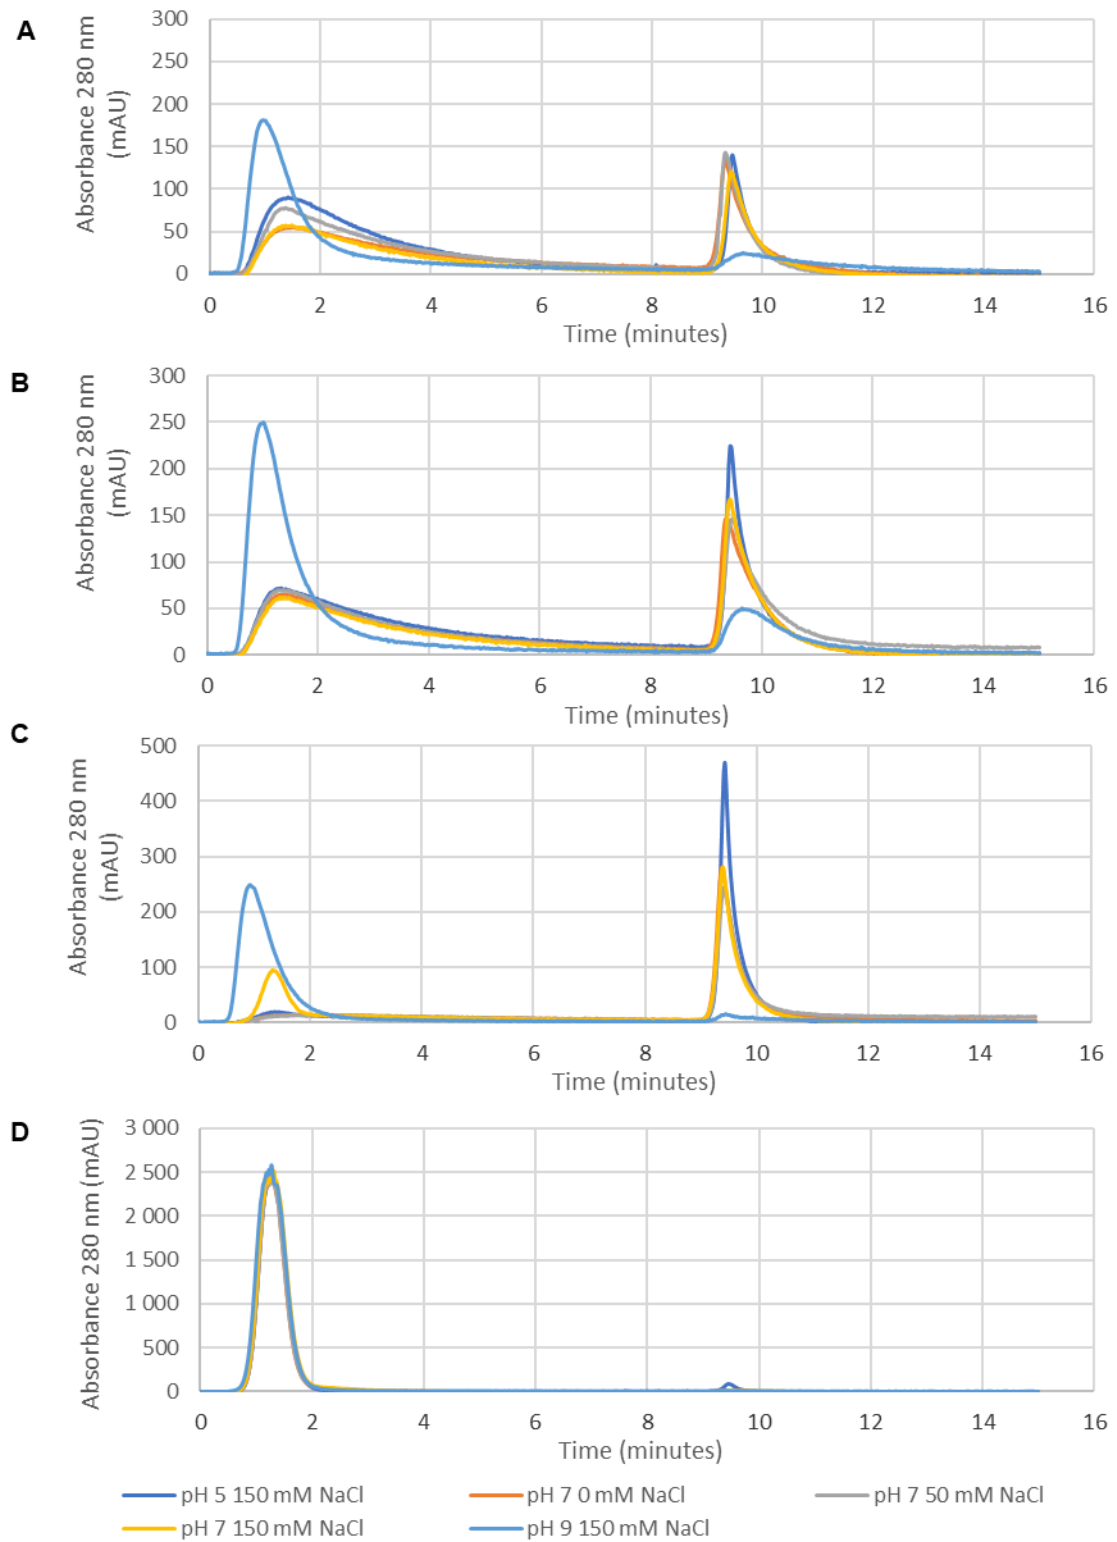 A
Absorbance 280 nm
(mAU)
300
250
200
150
100
50
0
0 2 4 6 8 10 12 14 16
Time (minutes)
B
Absorbance 280 nm
(mAU)
300
250
200
150
100
50
0
0 2 4 6 8 10 12 14 16
Time (minutes)
C
Absorbance 280 nm
(mAU)
500
400
300
200
100
0
0 2 4 6 8 10 12 14 16
Time (minutes)
D
Absorbance 280 nm (mAU)
3 000
2 500
2 000
1 500
1 000
500
0
0 2 4 6 8 10 12 14 16
Time (minutes)
pH 5 150 mM NaCl pH 7 0 mM NaCl pH 7 50 mM NaCl
pH 7 150 mM NaCl pH 9 150 mM NaCl